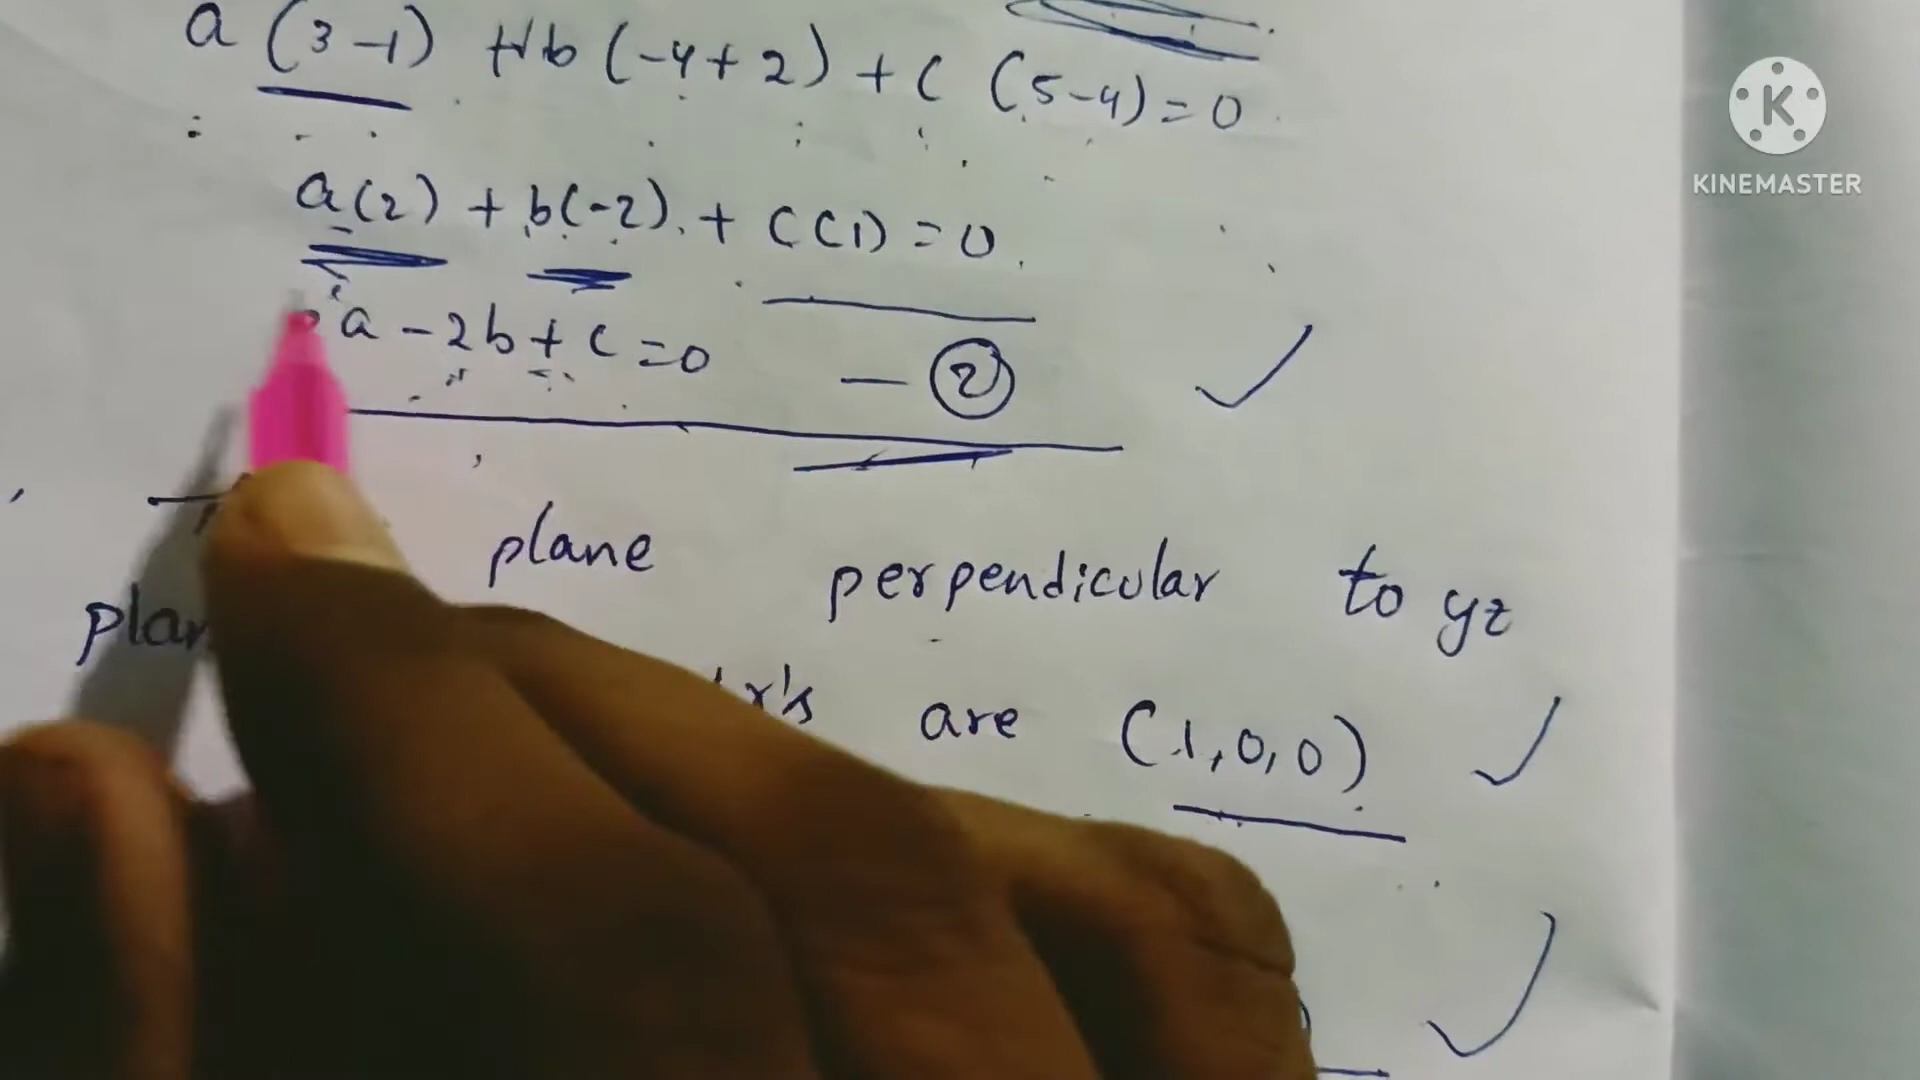 a (3-1) + b (-4+2) + c (5-4) = 0
a(2) + b(-2) + c(1) = 0
a - 2b + c = 0 — ②
plane perpendicular to yz
are (1,0,0)
KINEMASTER